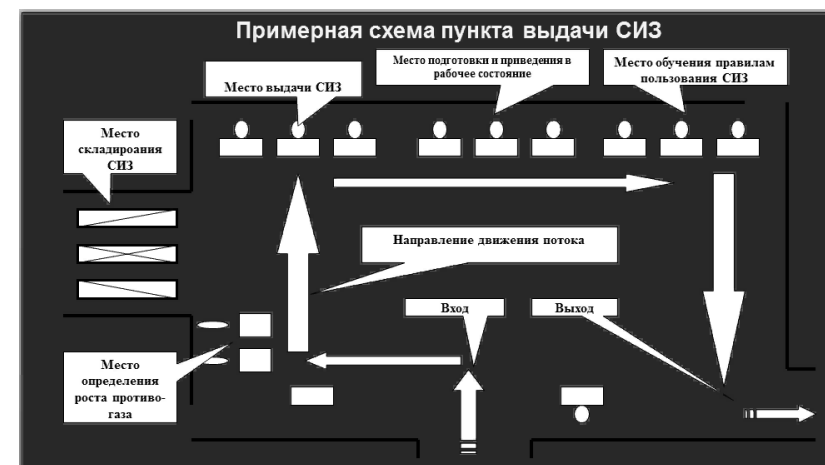 Примерная схема пункта выдачи СИЗ
Место выдачи СИЗ
Место подготовки и приведения в
рабочее состояние
Место обучения правилам
пользования СИЗ
Место
складироания
СИЗ
Направление движения потока
Вход
Выход
Место
определения
роста противо-
газа